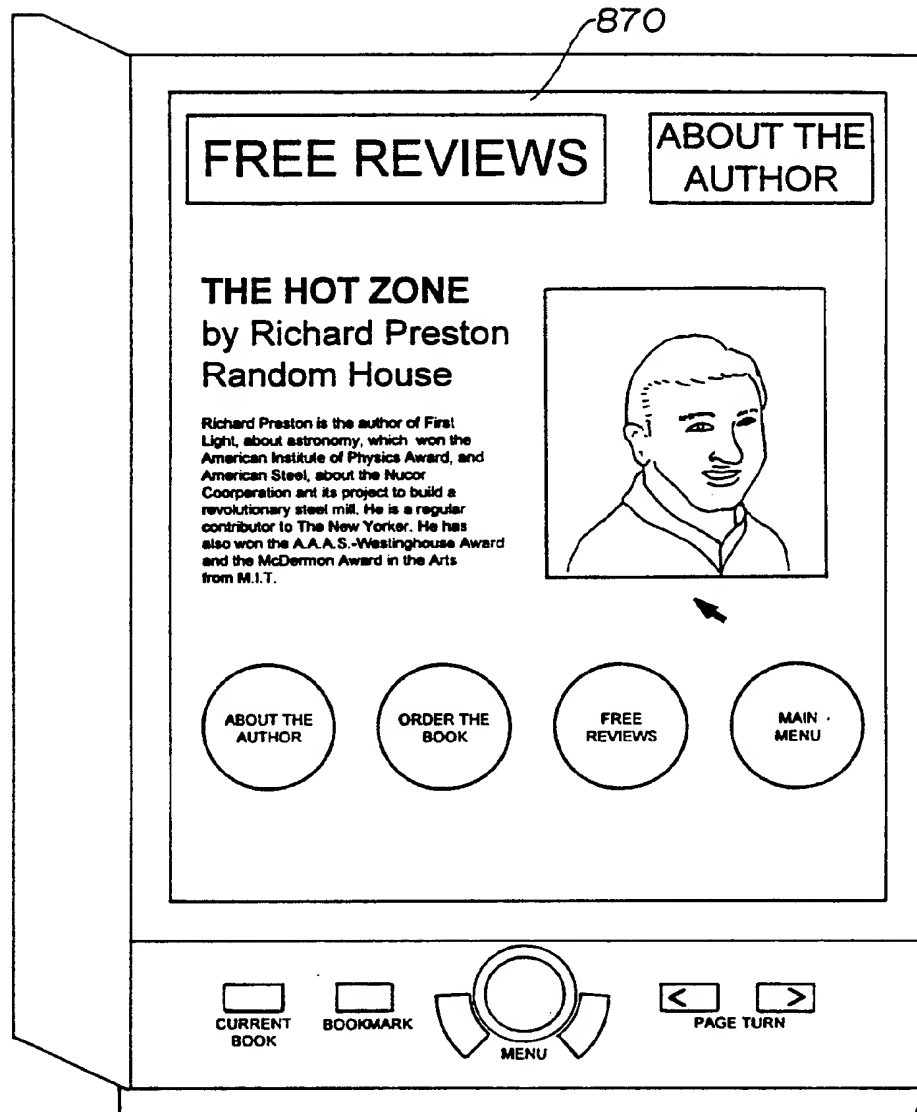 870
FREE REVIEWS
ABOUT THE
AUTHOR
THE HOT ZONE
by Richard Preston
Random House
Richard Preston is the author of First
Light, about astronomy, which won the
American Institute of Physics Award, and
American Steel, about the Nucor
Coorperation ant its project to build a
revolutionary steel mill. He is a regular
contributor to The New Yorker. He has
also won the A.A.A.S.-Westinghouse Award
and the McDermon Award in the Arts
from M.I.T.
ABOUT THE
AUTHOR
ORDER THE
BOOK
FREE
REVIEWS
MAIN
MENU
CURRENT
BOOK
BOOKMARK
MENU
< >
PAGE TURN